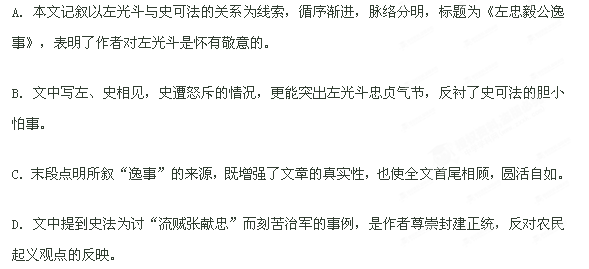 A. 本文记叙以左光斗与史可法的关系为线索，循序渐进，脉络分明，标题为《左忠毅公逸
事》，表明了作者对左光斗是怀有敬意的。
B. 文中写左、史相见，史遭怒斥的情况，更能突出左光斗忠贞气节，反衬了史可法的胆小
怕事。
C. 末段点明所叙“逸事”的来源，既增强了文章的真实性，也使全文首尾相顾，圆活自如。
D. 文中提到史法为讨“流贼张献忠”而刻苦治军的事例，是作者尊崇封建正统，反对农民
起义观点的反映。